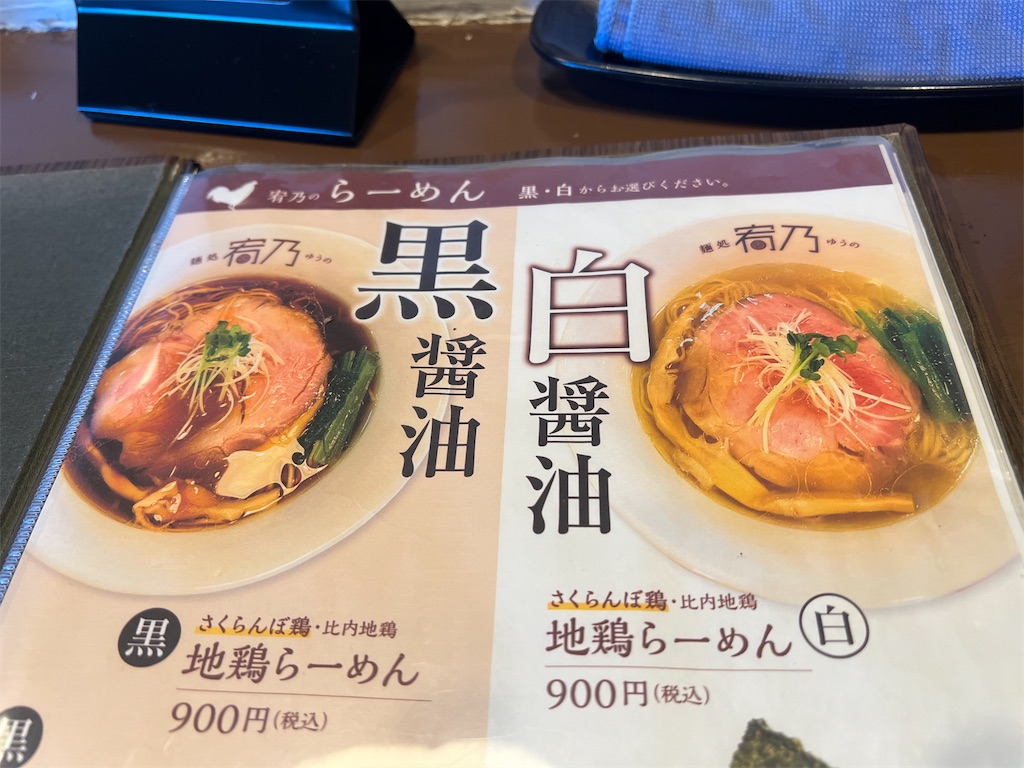 宥乃の らーめん 黒・白からお選びください。
麺処 宥乃 ゆうの
黒
醤油
黒
さくらんぼ鶏・比内地鶏
地鶏らーめん
900円(税込)
黒
麺処 宥乃 ゆうの
白
醤油
さくらんぼ鶏・比内地鶏
地鶏らーめん
白
900円(税込)